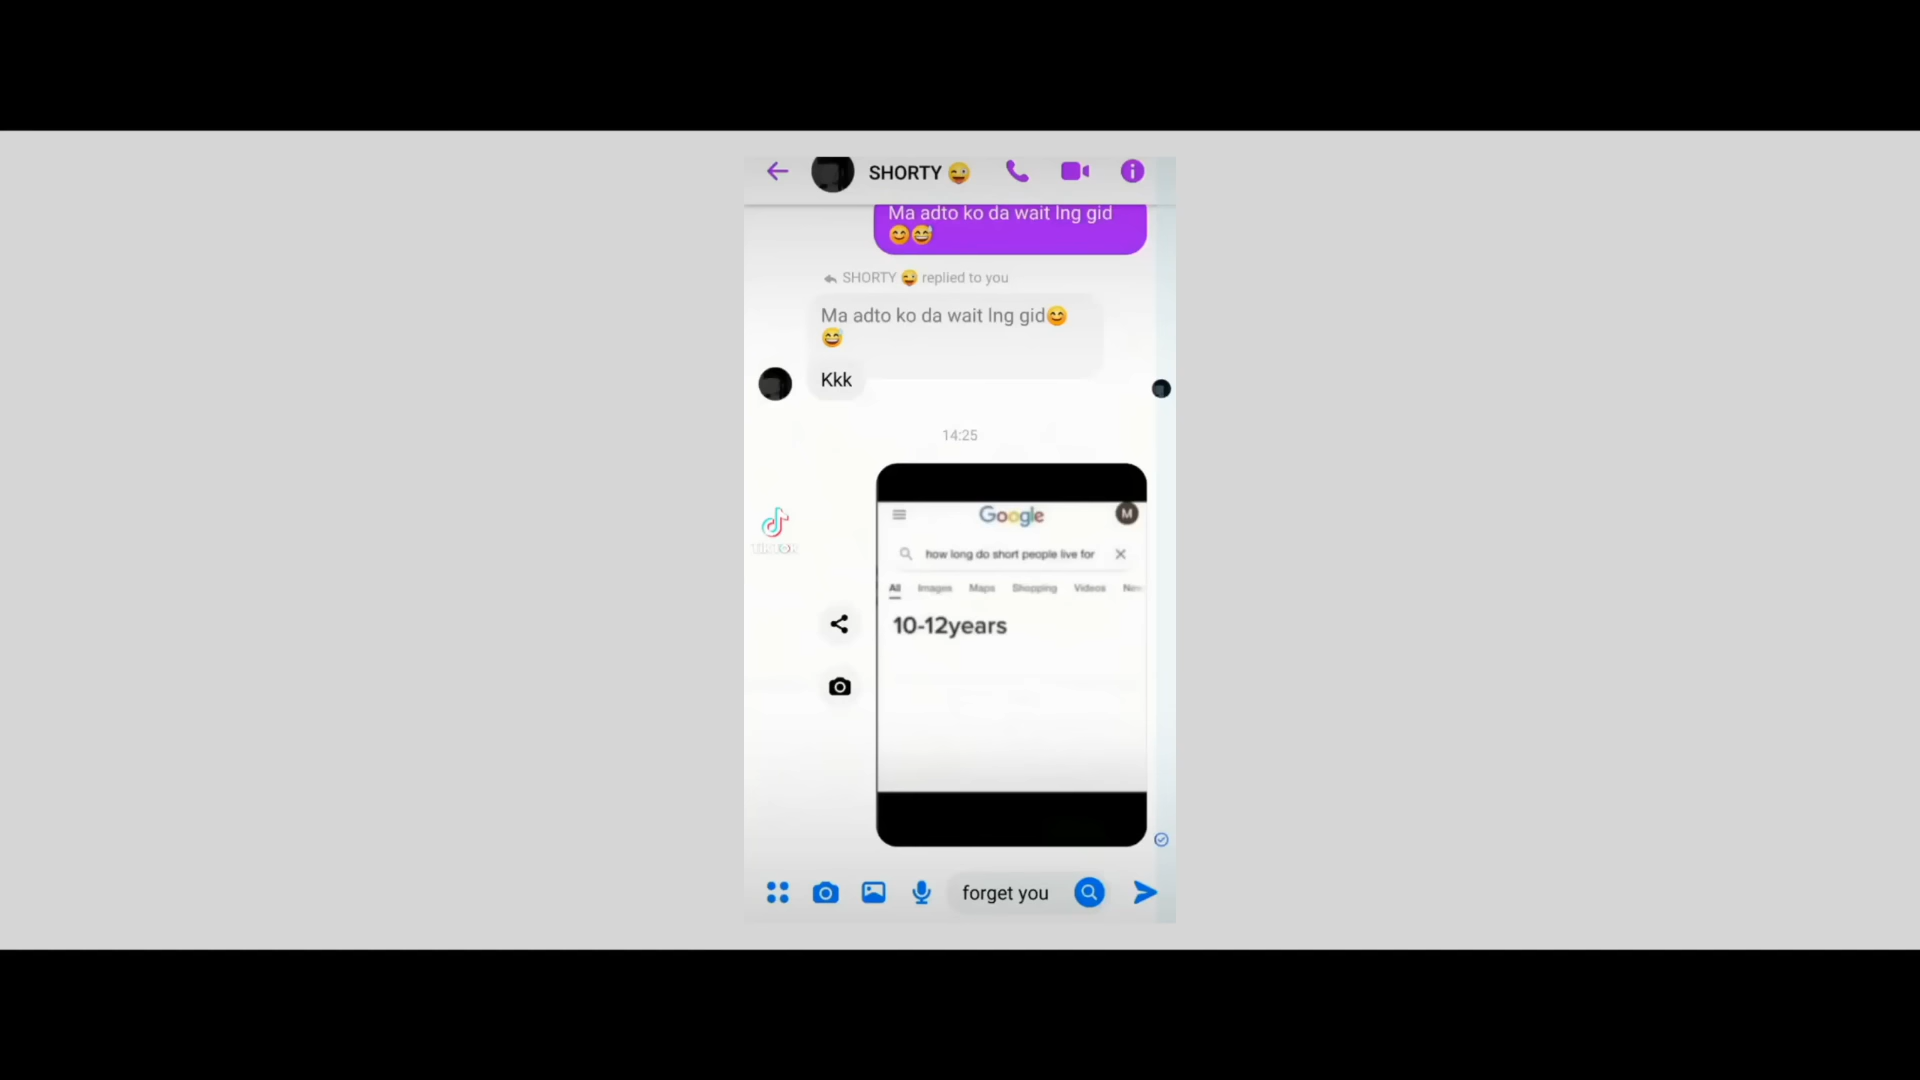 SHORTY 😜
Ma adto ko da wait lng gid
😊😅
SHORTY 😜 replied to you
Ma adto ko da wait lng gid😊
😅
Kkk
14:25
Google
M
how long do short people live for
All Images Maps Shopping Videos New
10-12years
TikTok
forget you